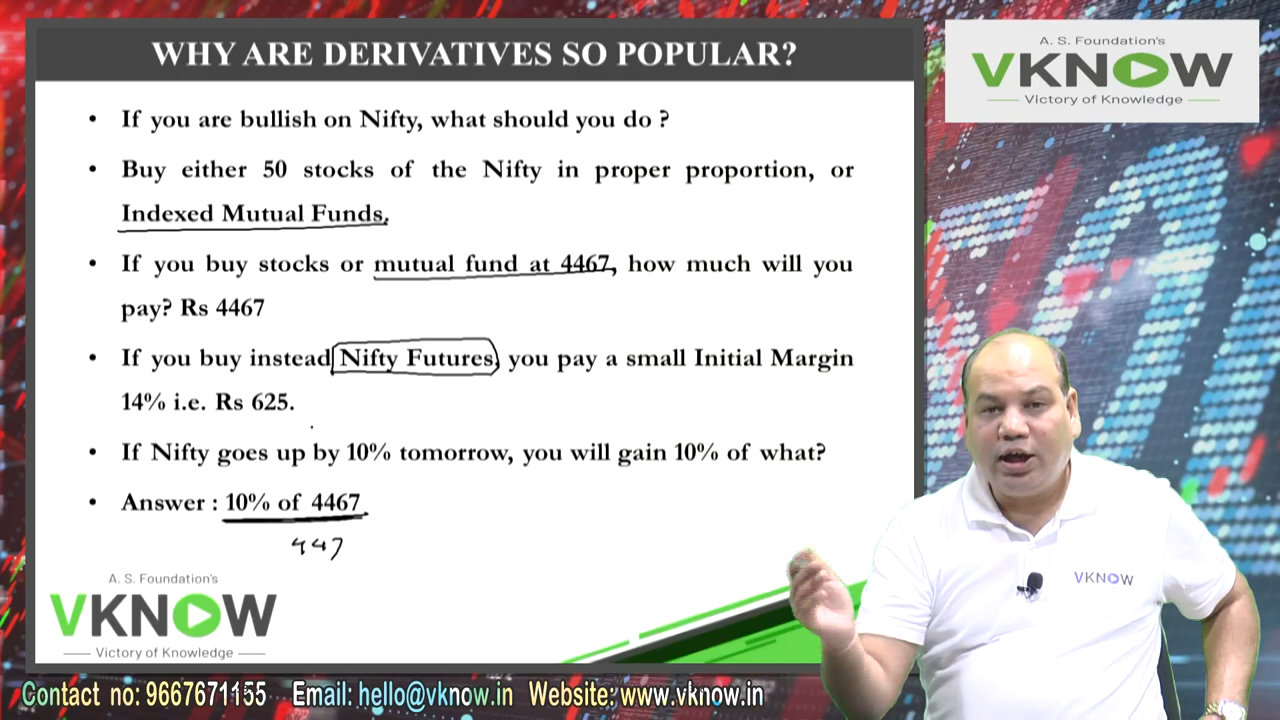 WHY ARE DERIVATIVES SO POPULAR?
• If you are bullish on Nifty, what should you do ?
• Buy either 50 stocks of the Nifty in proper proportion, or
Indexed Mutual Funds.
• If you buy stocks or mutual fund at 4467, how much will you
pay? Rs 4467
• If you buy instead Nifty Futures, you pay a small Initial Margin
14% i.e. Rs 625.
• If Nifty goes up by 10% tomorrow, you will gain 10% of what?
• Answer : 10% of 4467
447
A. S. Foundation's
VKNOW
Victory of Knowledge
A. S. Foundation's
VKNOW
Victory of Knowledge
VKNOW
Contact no: 9667671155 Email: hello@vknow.in Website: www.vknow.in